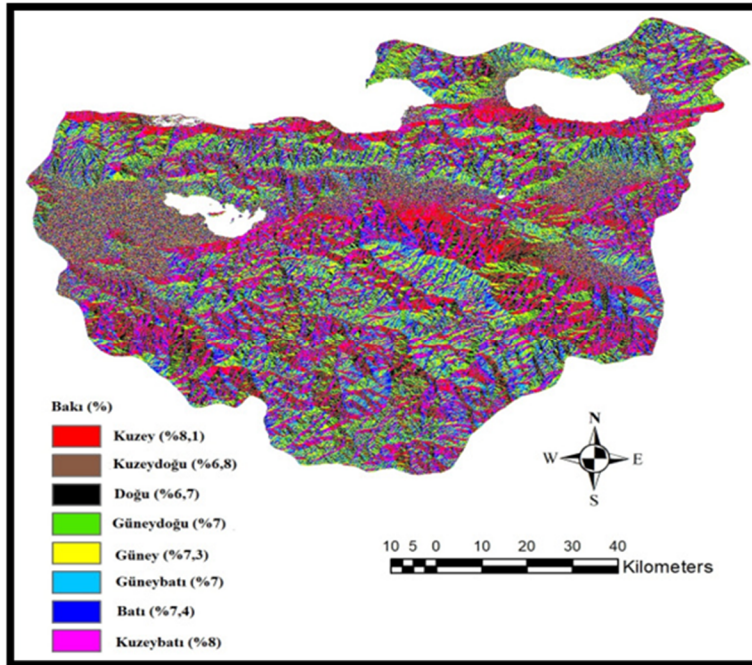 Bakı (%)
Kuzey (%8,1)
Kuzeydoğu (%6,8)
Doğu (%6,7)
Güneydoğu (%7)
Güney (%7,3)
Güneybatı (%7)
Batı (%7,4)
Kuzeybatı (%8)
N
W E
S
10 5 0 10 20 30 40
Kilometers